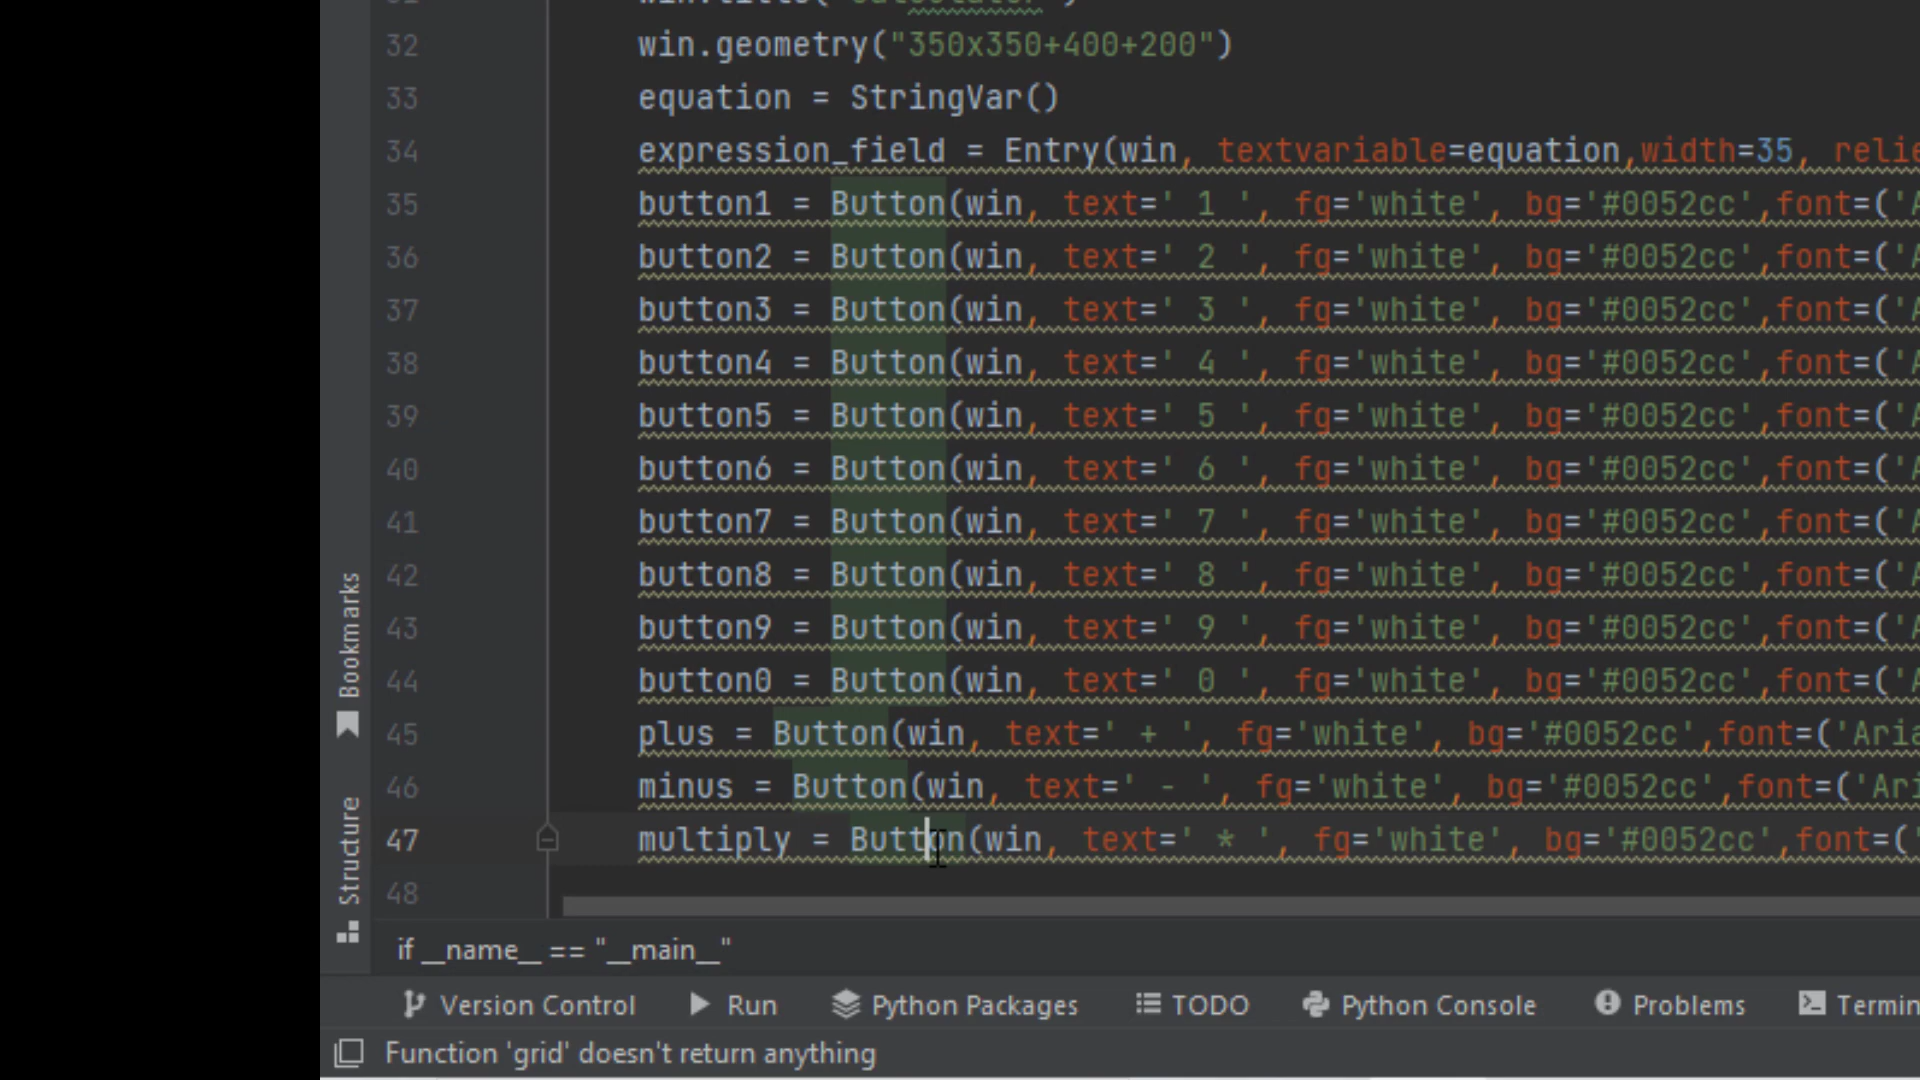 32 win.geometry("350x350+400+200")
33 equation = StringVar()
34 expression_field = Entry(win, textvariable=equation,width=35,
35 button1 = Button(win, text=' 1 ', fg='white', bg='#0052cc',font=('
36 button2 = Button(win, text=' 2 ', fg='white', bg='#0052cc',font=('
37 button3 = Button(win, text=' 3 ', fg='white', bg='#0052cc',font=('
38 button4 = Button(win, text=' 4 ', fg='white', bg='#0052cc',font=('
39 button5 = Button(win, text=' 5 ', fg='white', bg='#0052cc',font=('
40 button6 = Button(win, text=' 6 ', fg='white', bg='#0052cc',font=('
41 button7 = Button(win, text=' 7 ', fg='white', bg='#0052cc',font=('
42 button8 = Button(win, text=' 8 ', fg='white', bg='#0052cc',font=('
43 button9 = Button(win, text=' 9 ', fg='white', bg='#0052cc',font=('
44 button0 = Button(win, text=' 0 ', fg='white', bg='#0052cc',font=('
45 plus = Button(win, text=' + ', fg='white', bg='#0052cc',font=('Aria
46 minus = Button(win, text=' - ', fg='white', bg='#0052cc',font=('Ari
47 multiply = Button(win, text=' * ', fg='white', bg='#0052cc',font=('
48
Bookmarks
Structure
if __name__ == "__main__"
Version Control Run Python Packages TODO Python Console Problems Termin
Function 'grid' doesn't return anything